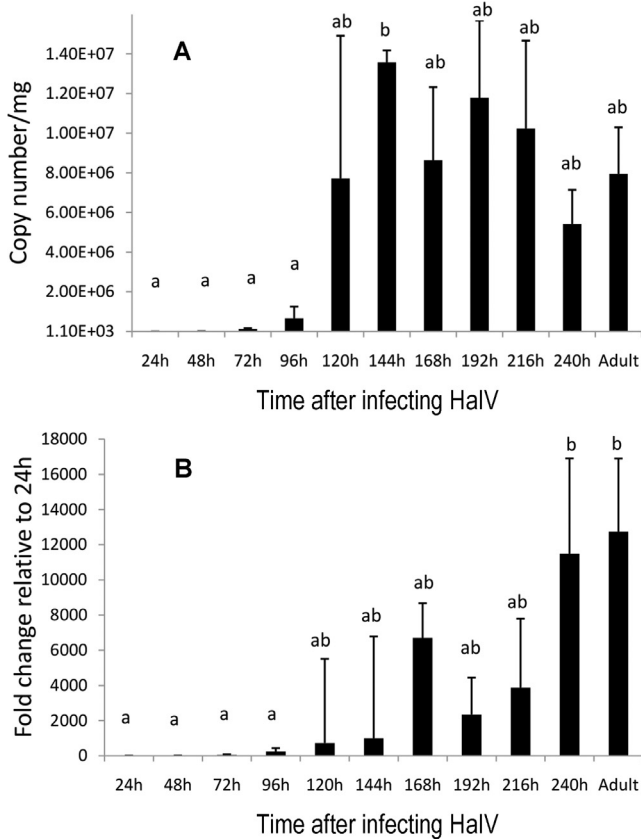 A
Copy number/mg
1.40E+07
1.20E+07
1.00E+07
8.00E+06
6.00E+06
4.00E+06
2.00E+06
1.10E+03
a a a a ab b ab ab ab ab ab
24h 48h 72h 96h 120h 144h 168h 192h 216h 240h Adult
Time after infecting HalV
B
Fold change relative to 24h
18000
16000
14000
12000
10000
8000
6000
4000
2000
0
a a a a ab ab ab ab ab b b
24h 48h 72h 96h 120h 144h 168h 192h 216h 240h Adult
Time after infecting HalV